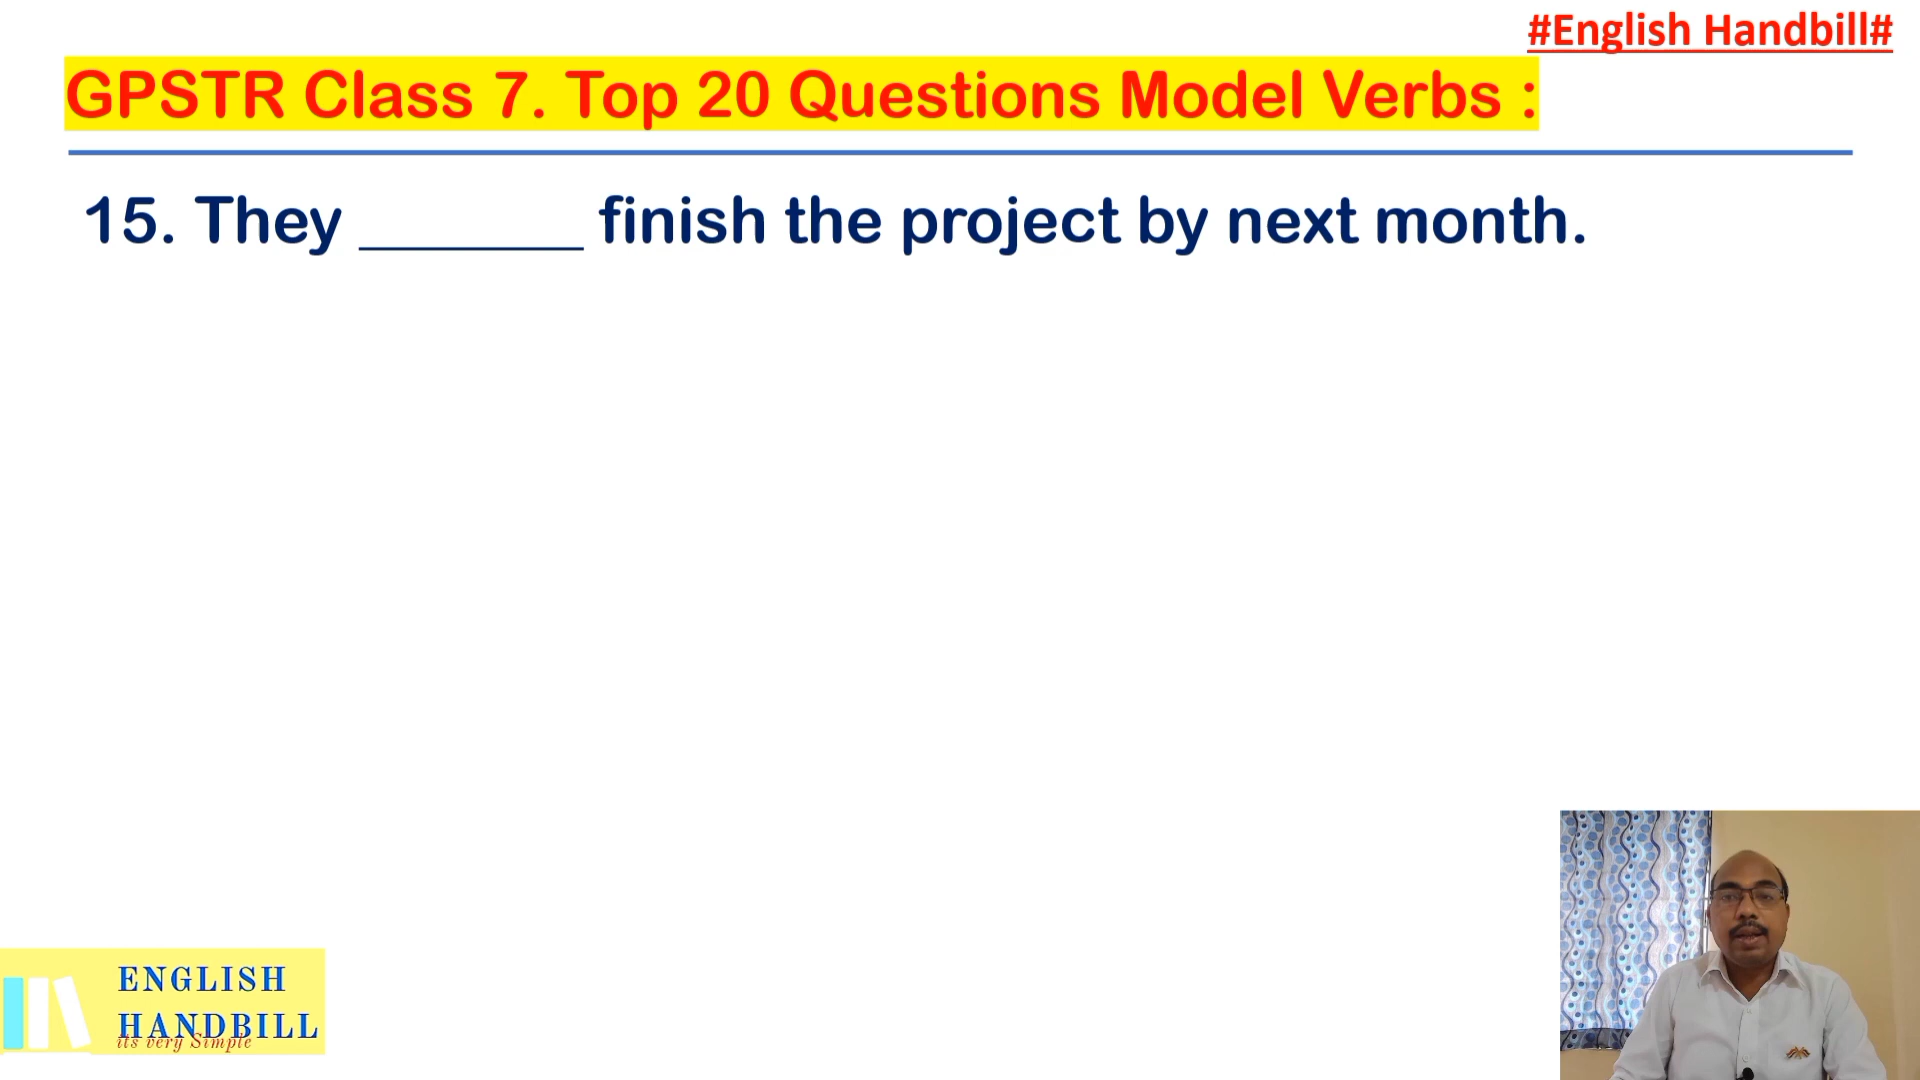 #English Handbill#
GPSTR Class 7. Top 20 Questions Model Verbs :
15. They _______ finish the project by next month.
ENGLISH
HANDBILL
its very Simple